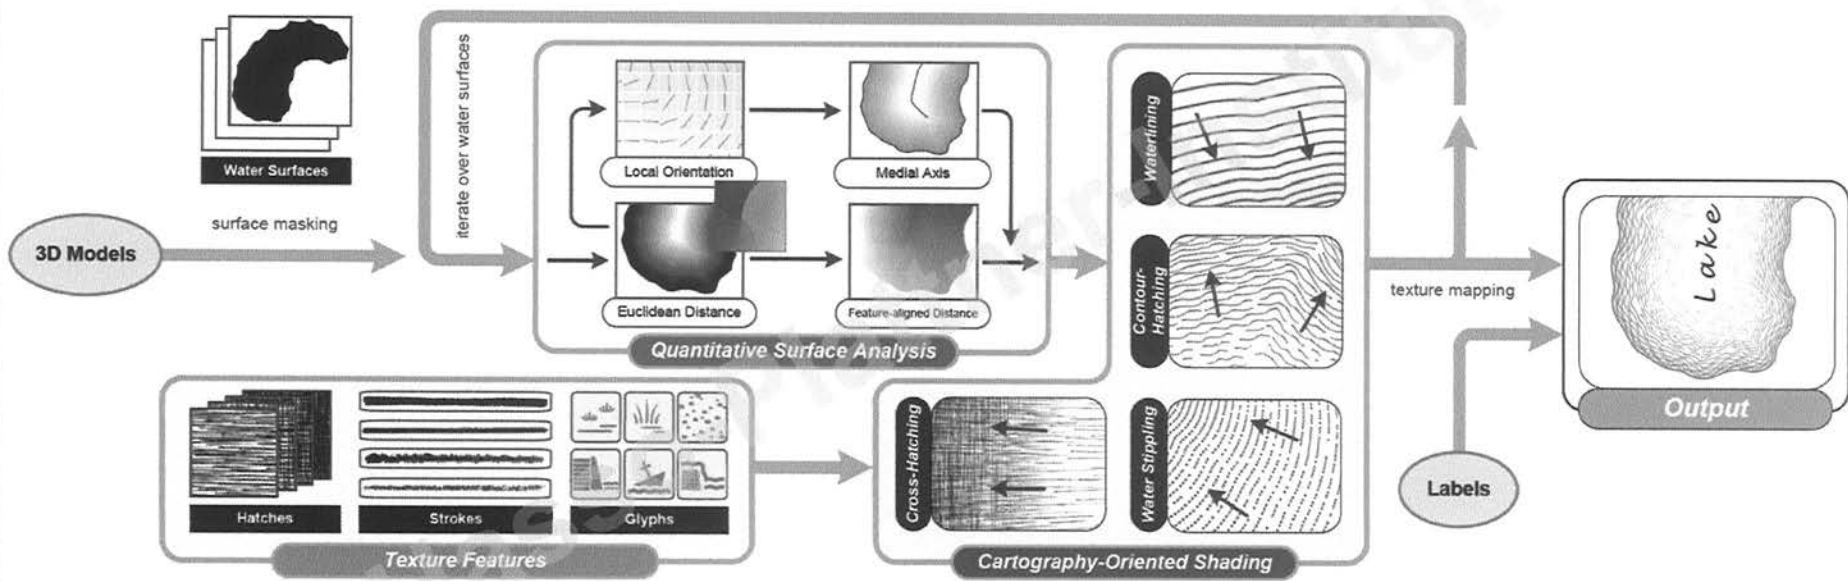 Water Surfaces
surface masking
3D Models
iterate over water surfaces
Local Orientation
Medial Axis
Euclidean Distance
Feature-aligned Distance
Quantitative Surface Analysis
Hatches
Strokes
Glyphs
Texture Features
Waterlining
Contour-
Hatching
Cross-Hatching
Water Stippling
Cartography-Oriented Shading
texture mapping
Lake
Output
Labels